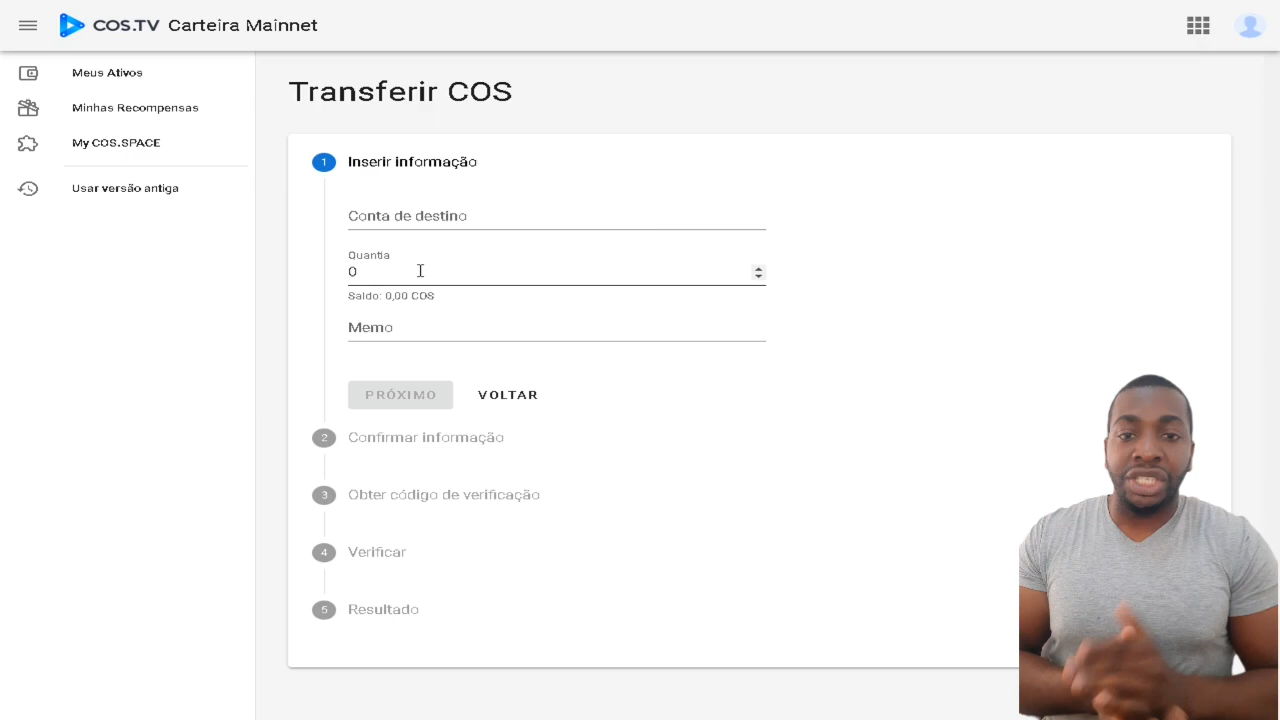 COS.TV Carteira Mainnet
Meus Ativos
Minhas Recompensas
My COS.SPACE
Usar versão antiga
Transferir COS
1 Inserir informação
Conta de destino
Quantia
0
Saldo: 0,00 COS
Memo
PRÓXIMO VOLTAR
2 Confirmar informação
3 Obter código de verificação
4 Verificar
5 Resultado